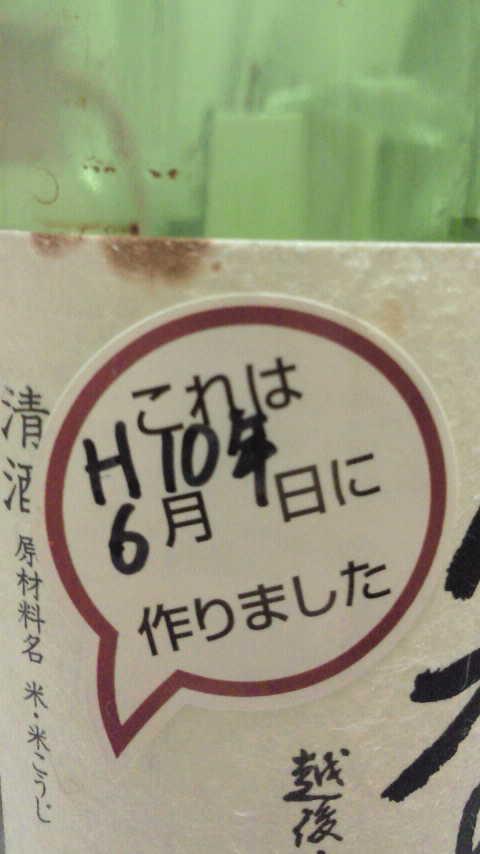 これは
H10年
6月 日に
作りました
清酒
原材料名 米・米こうじ
越後